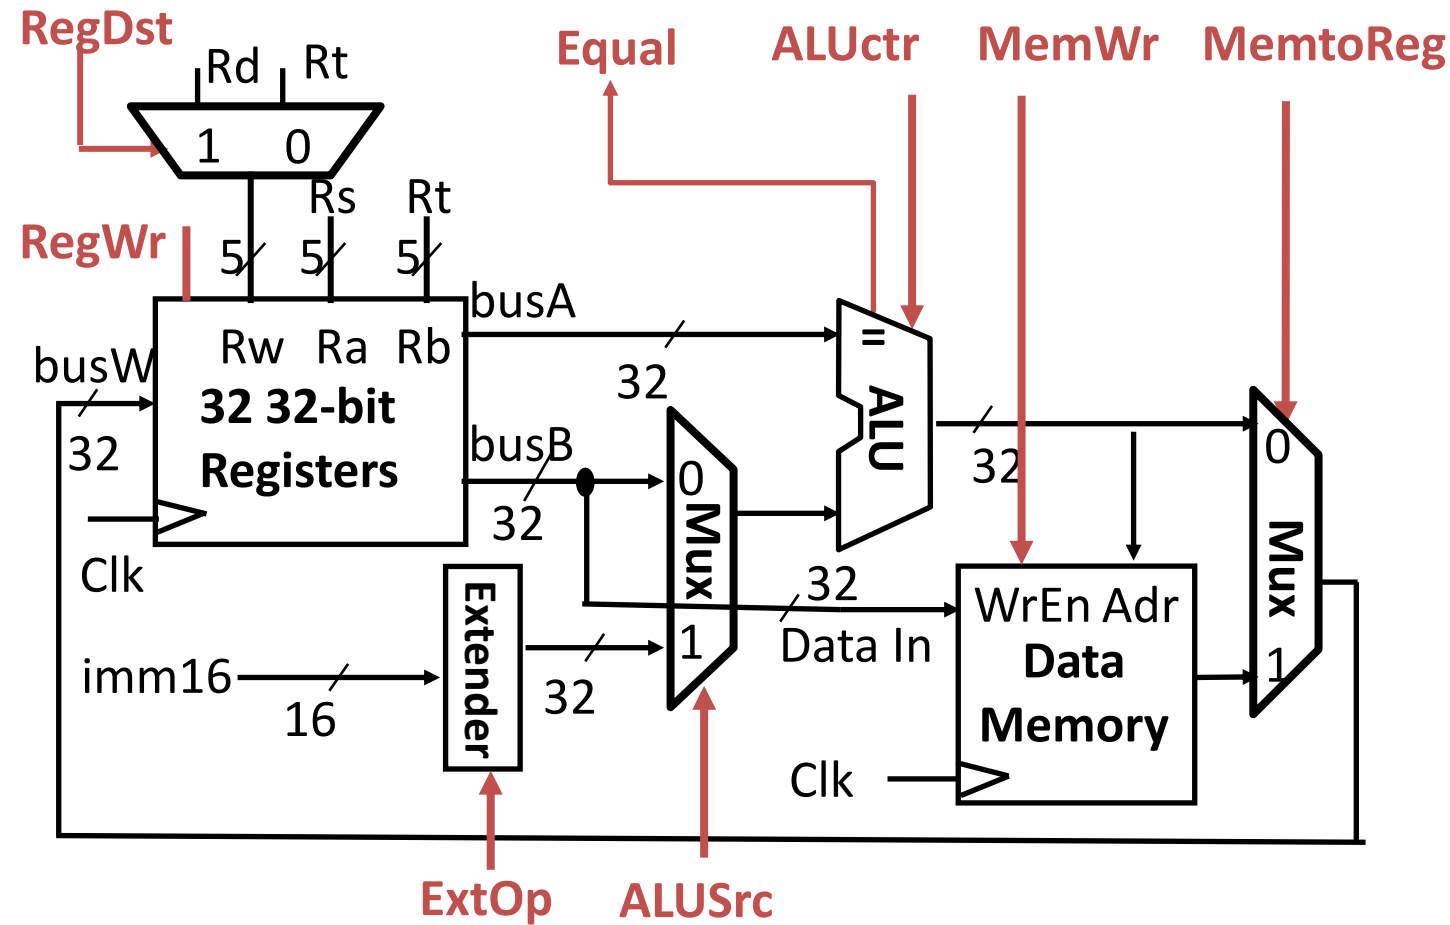 RegDst
Rd
Rt
1
0
Equal
ALUctr
MemWr
MemtoReg
RegWr
Rs
Rt
5
5
5
busA
=
32
Rw
Ra
Rb
busW
32
32 32-bit
Registers
Clk
busB
32
0
Mux
1
ALU
32
0
Mux
1
32
Data In
WrEn Adr
Data
Memory
Clk
imm16
16
Extender
32
ExtOp
ALUSrc